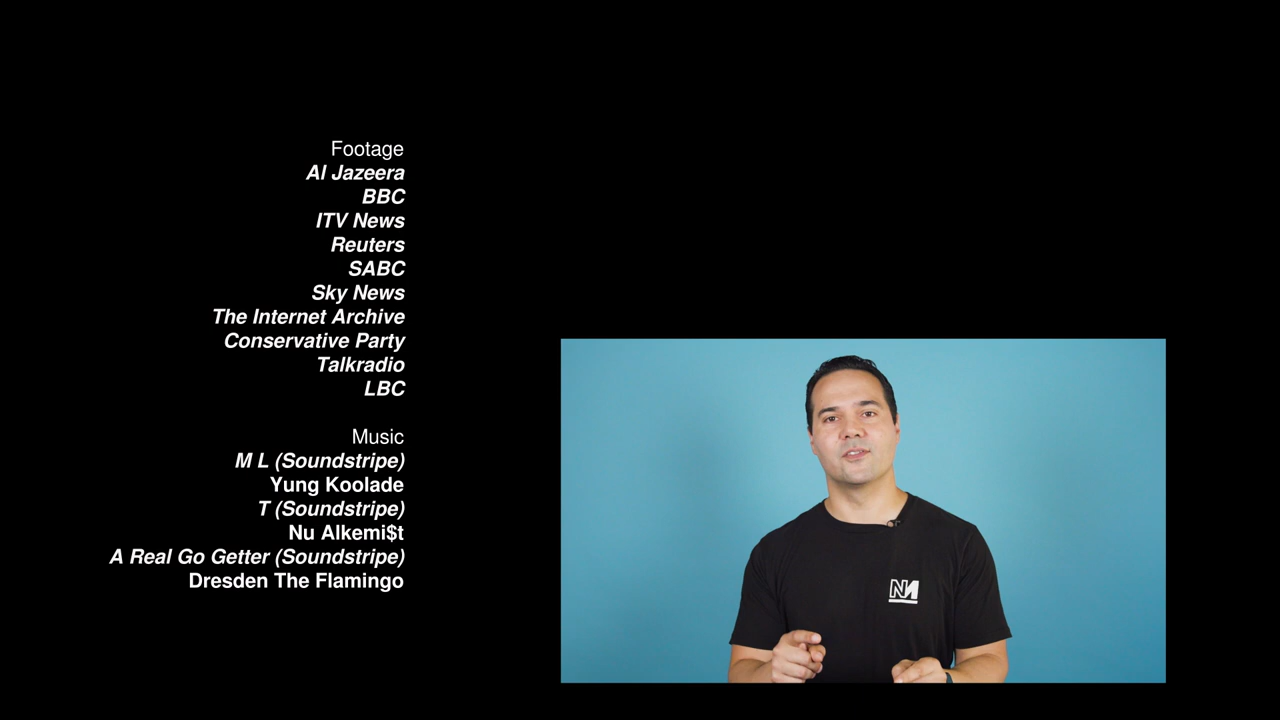 Footage
Al Jazeera
BBC
ITV News
Reuters
SABC
Sky News
The Internet Archive
Conservative Party
Talkradio
LBC
Music
M L (Soundstripe)
Yung Koolade
T (Soundstripe)
Nu Alkemi$t
A Real Go Getter (Soundstripe)
Dresden The Flamingo
NM